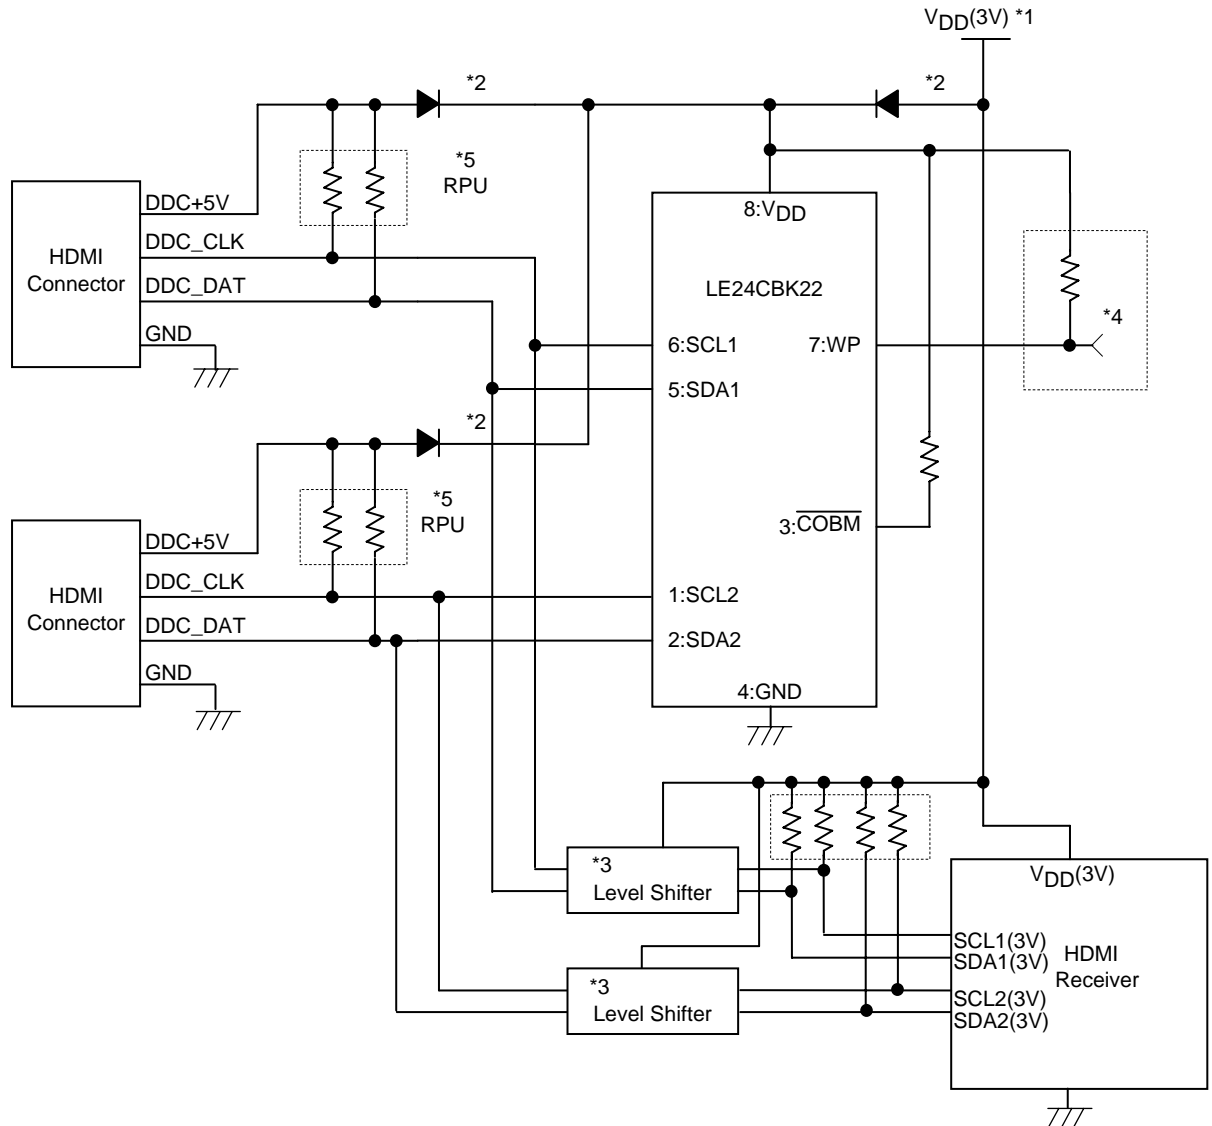 VDD(3V) *1
*2
*2
*5
RPU
HDMI
Connector
DDC+5V
DDC_CLK
DDC_DAT
GND
8:VDD
LE24CBK22
6:SCL1
5:SDA1
7:WP
*4
*2
*5
RPU
HDMI
Connector
DDC+5V
DDC_CLK
DDC_DAT
GND
3:COBM
1:SCL2
2:SDA2
4:GND
*3
Level Shifter
*3
Level Shifter
VDD(3V)
SCL1(3V)
SDA1(3V)
SCL2(3V)
SDA2(3V)
HDMI
Receiver